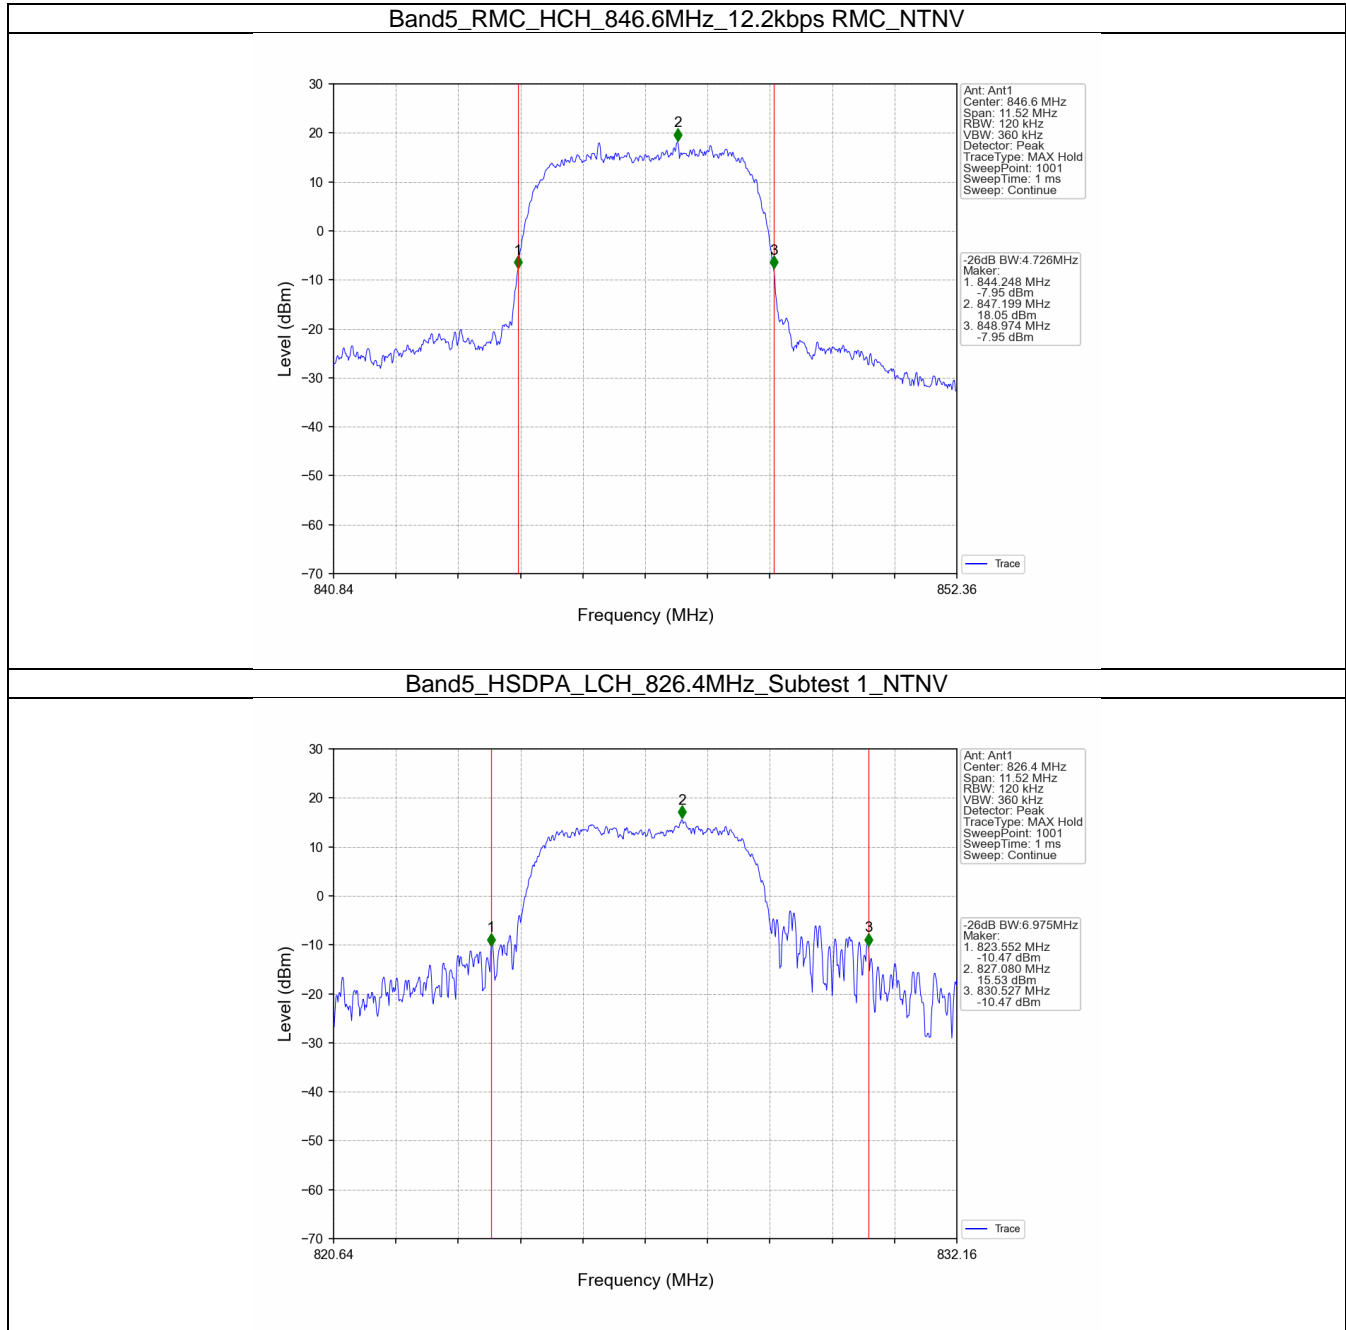 Band5_RMC_HCH_846.6MHz_12.2kbps RMC_NTNV
30
20
10
0
−10
−20
−30
−40
−50
−60
−70
Level (dBm)
1
2
3
840.84
852.36
Frequency (MHz)
Ant: Ant1
Center: 846.6 MHz
Span: 11.52 MHz
RBW: 120 kHz
VBW: 360 kHz
Detector: Peak
TraceType: MAX Hold
SweepPoint: 1001
SweepTime: 1 ms
Sweep: Continue
-26dB BW:4.726MHz
Maker:
1. 844.248 MHz
-7.95 dBm
2. 847.199 MHz
18.05 dBm
3. 848.974 MHz
-7.95 dBm
Trace
Band5_HSDPA_LCH_826.4MHz_Subtest 1_NTNV
30
20
10
0
−10
−20
−30
−40
−50
−60
−70
Level (dBm)
1
2
3
820.64
832.16
Frequency (MHz)
Ant: Ant1
Center: 826.4 MHz
Span: 11.52 MHz
RBW: 120 kHz
VBW: 360 kHz
Detector: Peak
TraceType: MAX Hold
SweepPoint: 1001
SweepTime: 1 ms
Sweep: Continue
-26dB BW:6.975MHz
Maker:
1. 823.552 MHz
-10.47 dBm
2. 827.080 MHz
15.53 dBm
3. 830.527 MHz
-10.47 dBm
Trace